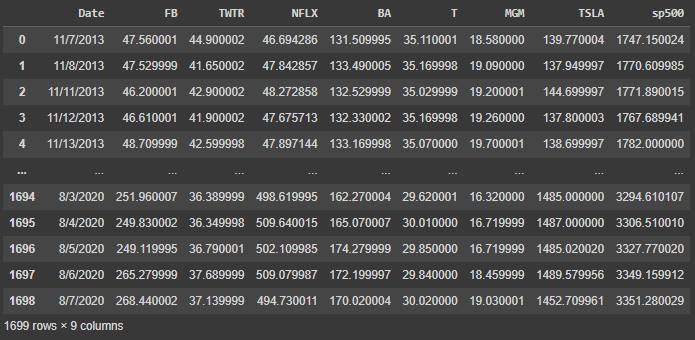 Date FB TWTR NFLX BA T MGM TSLA sp500
0 11/7/2013 47.560001 44.900002 46.694286 131.509995 35.110001 18.580000 139.770004 1747.150024
1 11/8/2013 47.529999 41.650002 47.842857 133.490005 35.169998 19.090000 137.949997 1770.609985
2 11/11/2013 46.200001 42.900002 48.272858 132.529999 35.029999 19.260000 144.699997 1771.890015
3 11/12/2013 46.610001 41.900002 47.675713 132.330002 35.169998 19.200001 137.800003 1767.689941
4 11/13/2013 48.709999 42.599998 47.897144 133.169998 35.070000 19.700001 138.699997 1782.000000
... ... ... ... ... ... ... ... ... ...
1694 8/3/2020 251.960007 36.389999 498.619995 162.270004 29.620001 16.320000 1485.000000 3294.610107
1695 8/4/2020 249.830002 36.349998 509.640015 165.070007 30.010000 16.719999 1487.000000 3306.510010
1696 8/5/2020 249.119995 36.790001 502.109985 174.279999 29.850000 16.719999 1485.020020 3327.770020
1697 8/6/2020 265.279999 37.689999 509.079987 172.199997 29.840000 18.459999 1489.579956 3349.159912
1698 8/7/2020 268.440002 37.139999 494.730011 170.020004 30.020000 19.030001 1452.709961 3351.280029
1699 rows × 9 columns